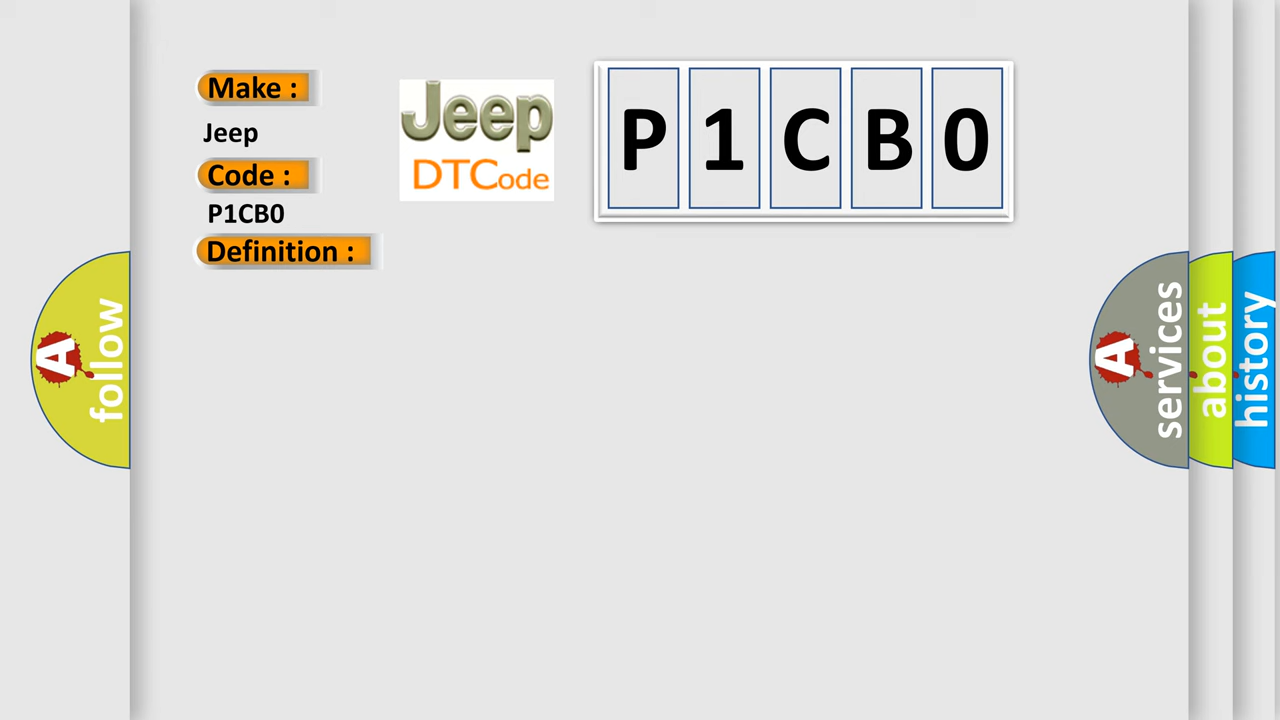 Make :
Jeep
Code :
P1CB0
Definition :
Jeep
DTCode
P 1 C B 0
A follow
A services
about
history